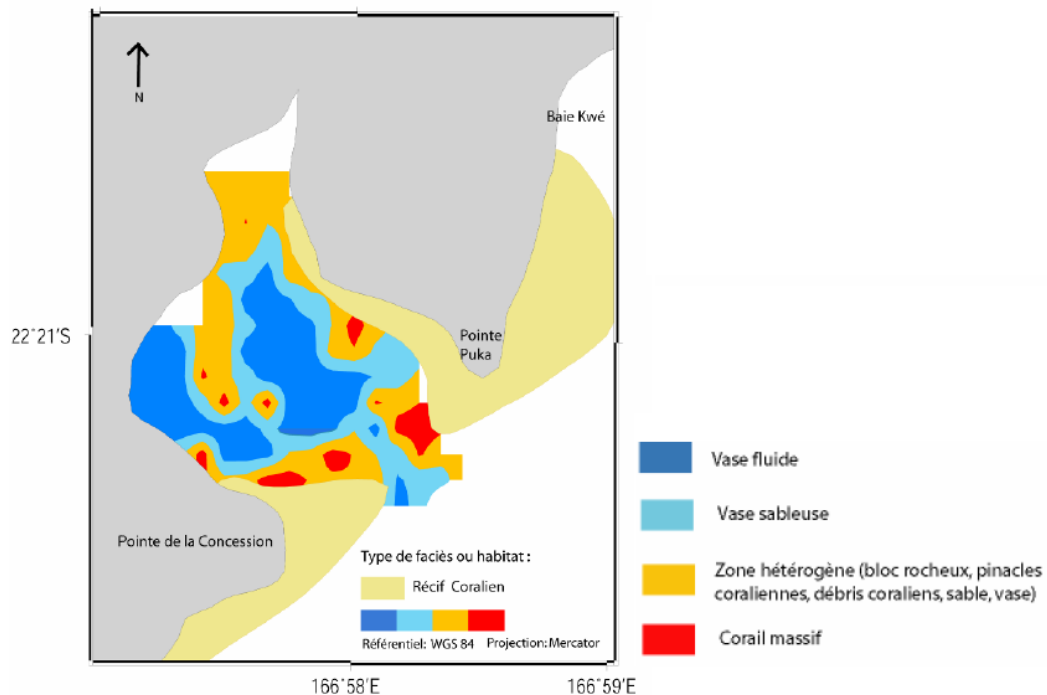 N
Baie Kwé
22°21'S
Pointe
Puka
Pointe de la Concession
Type de faciès ou habitat :
Récif Coralien
Référentiel: WGS 84 Projection: Mercator
166°58'E
166°59'E
Vase fluide
Vase sableuse
Zone hétérogène (bloc rocheux, pinacles
coraliennes, débris coraliens, sable, vase)
Corail massif